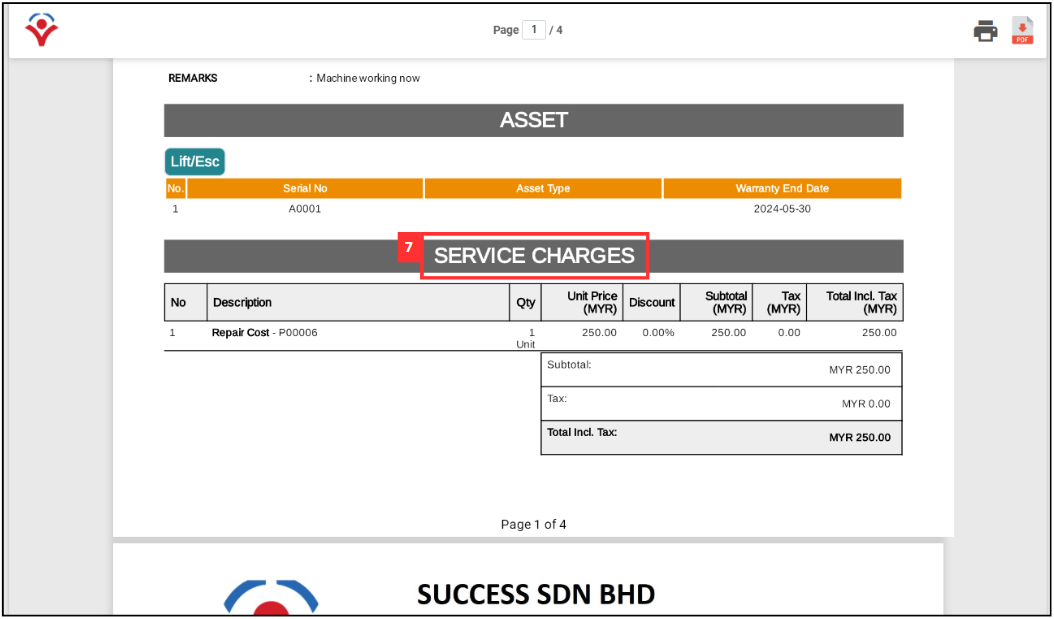 Page 1 / 4
PDF
REMARKS : Machine working now
ASSET
Lift/Esc
No. Serial No Asset Type Warranty End Date
1 A0001 2024-05-30
7 SERVICE CHARGES
No Description Qty Unit Price (MYR) Discount Subtotal (MYR) Tax (MYR) Total Incl. Tax (MYR)
1 Repair Cost - P00006 1 Unit 250.00 0.00% 250.00 0.00 250.00
Subtotal: MYR 250.00
Tax: MYR 0.00
Total Incl. Tax: MYR 250.00
Page 1 of 4
SUCCESS SDN BHD